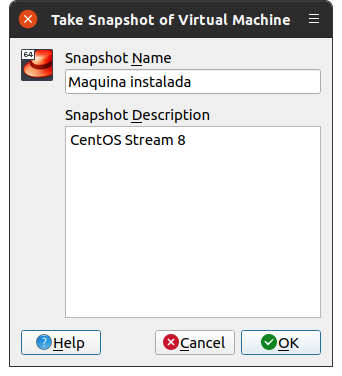 Take Snapshot of Virtual Machine
64
Snapshot Name
Maquina instalada
Snapshot Description
CentOS Stream 8
Help
Cancel
OK